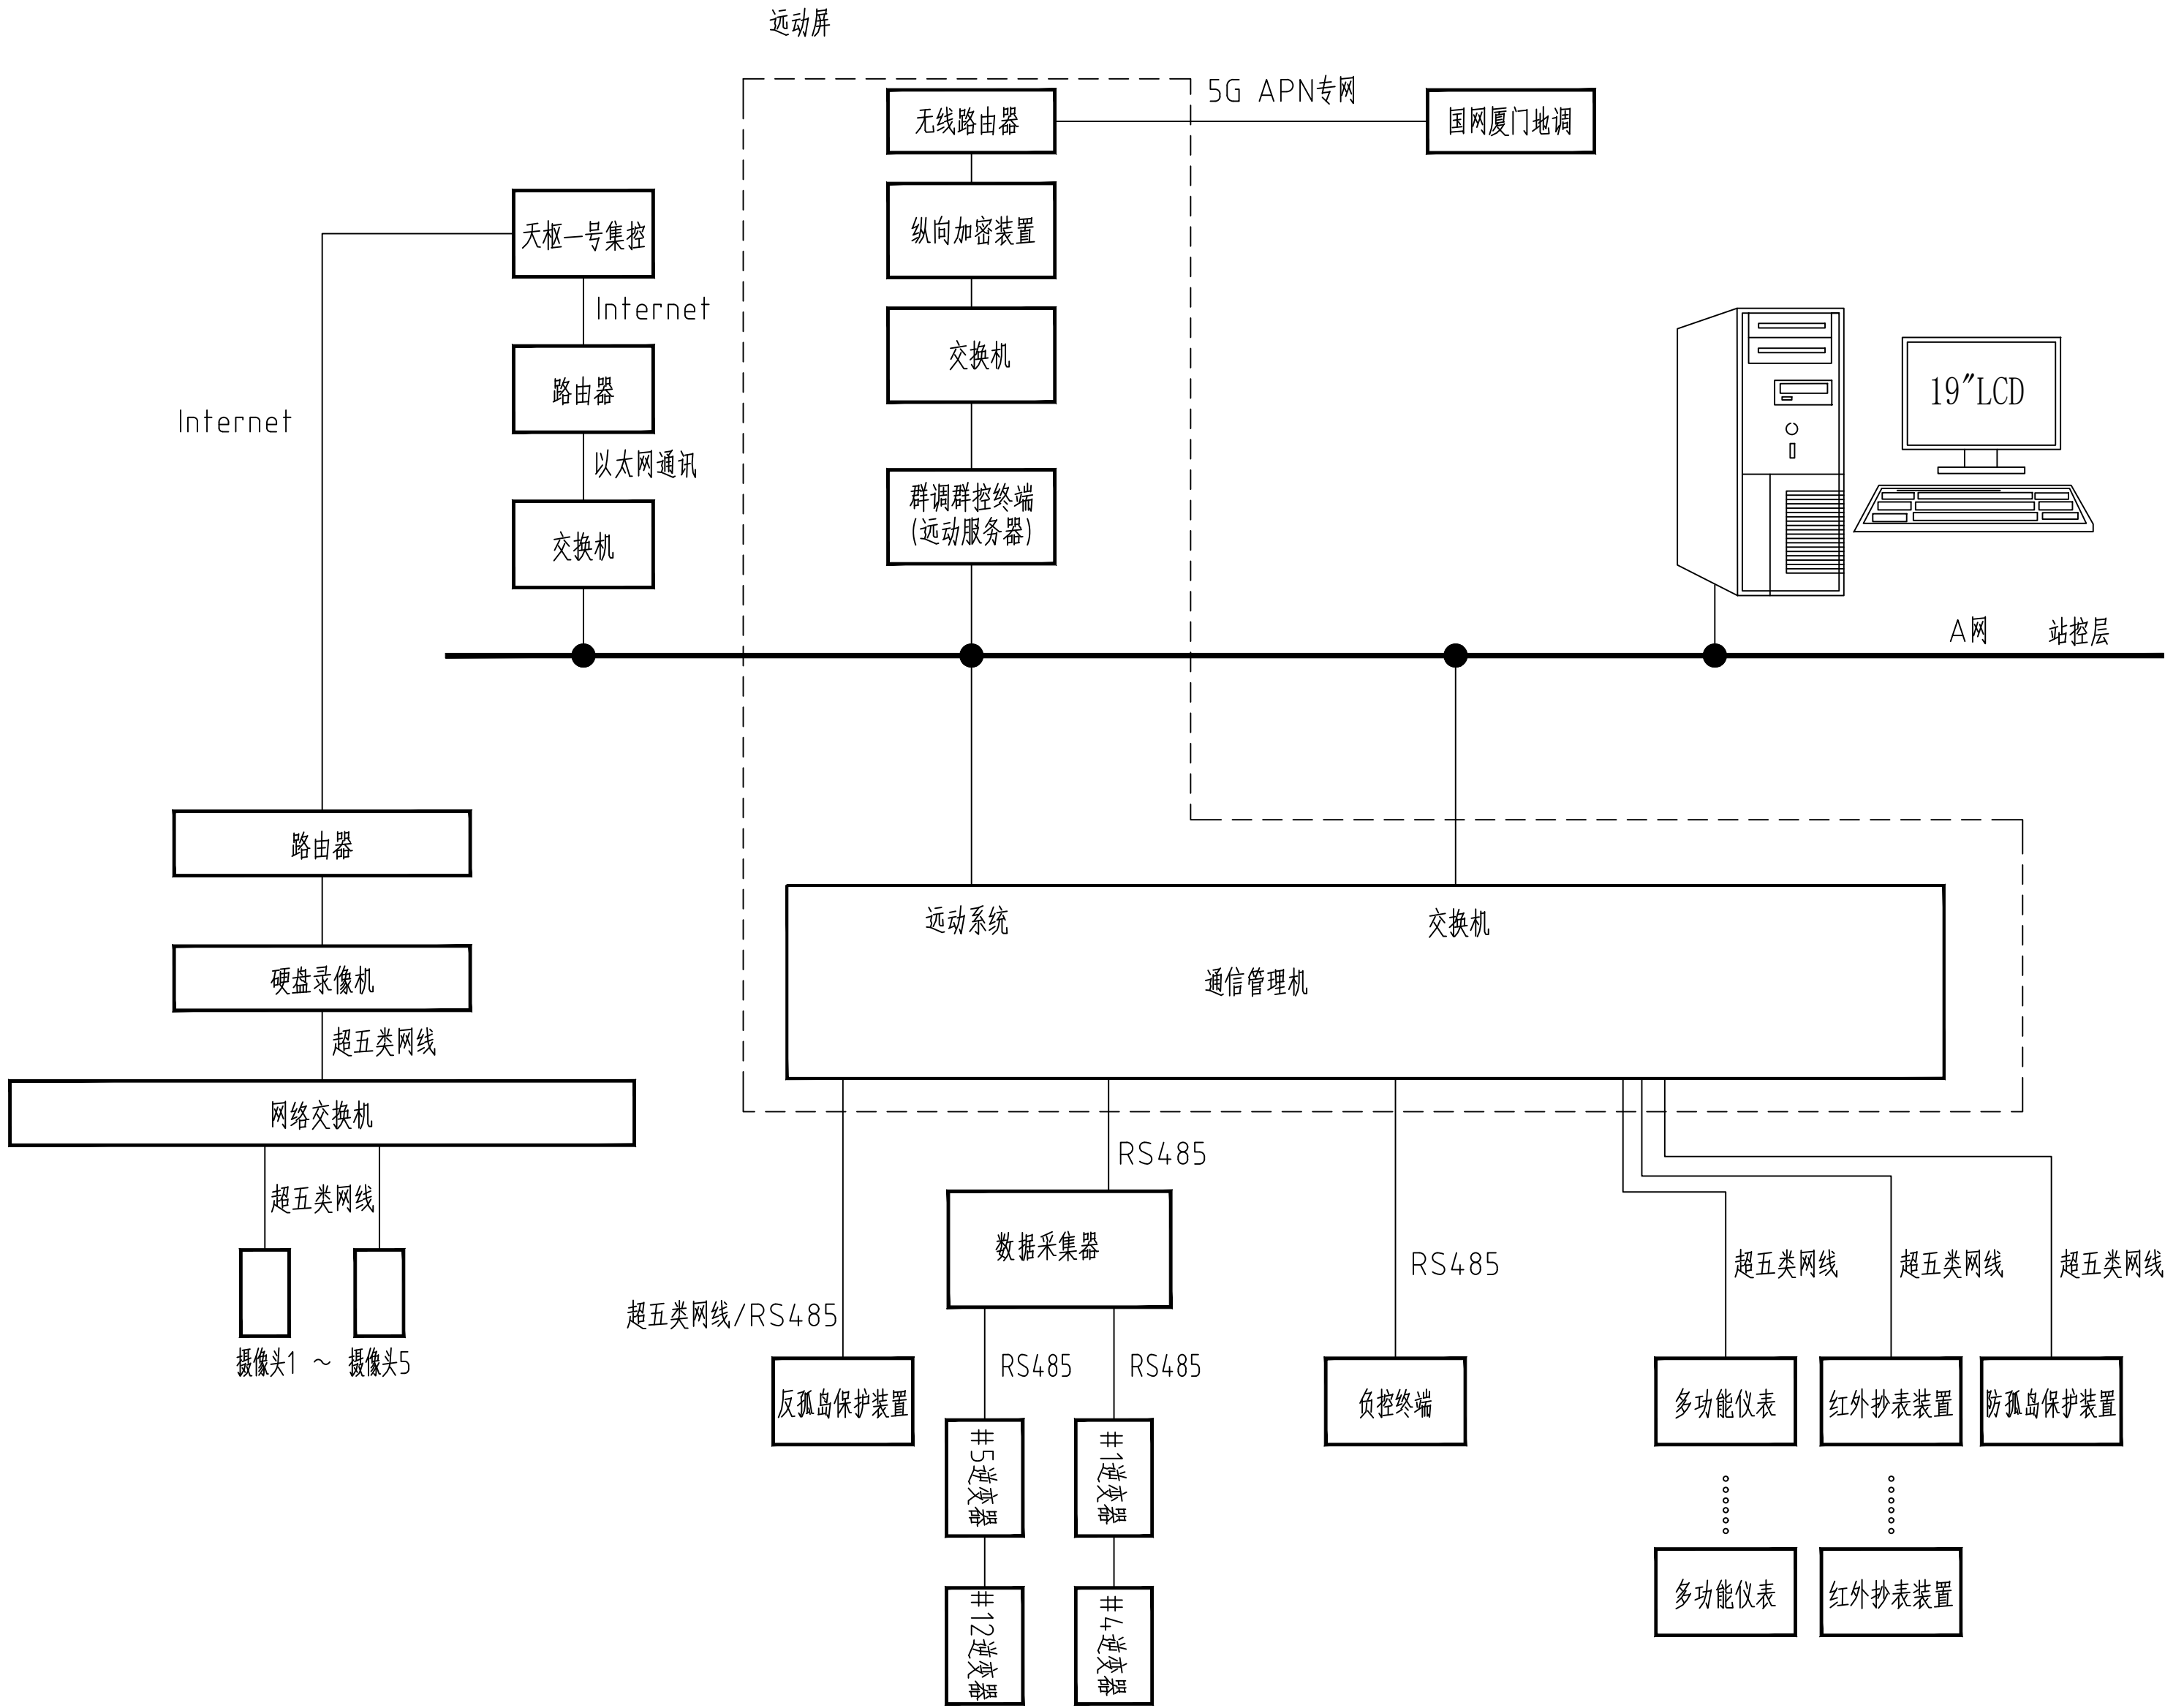 远动屏
5G APN专网
无线路由器
国网厦门地调
天枢一号集控
纵向加密装置
Internet
交换机
19"LCD
路由器
Internet
以太网通讯
群调群控终端
(远动服务器)
交换机
A网
站控层
路由器
远动系统
交换机
硬盘录像机
通信管理机
超五类网线
网络交换机
RS485
超五类网线
数据采集器
RS485
超五类网线
超五类网线
超五类网线
超五类网线/RS485
摄像头1 ~ 摄像头5
RS485
RS485
反孤岛保护装置
负控终端
多功能仪表
红外抄表装置
防孤岛保护装置
#5逆变器
#1逆变器
多功能仪表
红外抄表装置
#12逆变器
#4逆变器